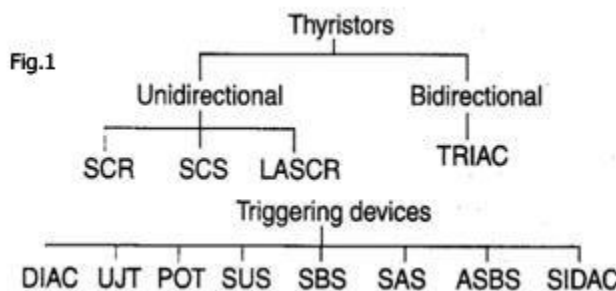 Thyristors
Fig.1
Unidirectional Bidirectional
SCR SCS LASCR TRIAC
Triggering devices
DIAC UJT POT SUS SBS SAS ASBS SIDAC